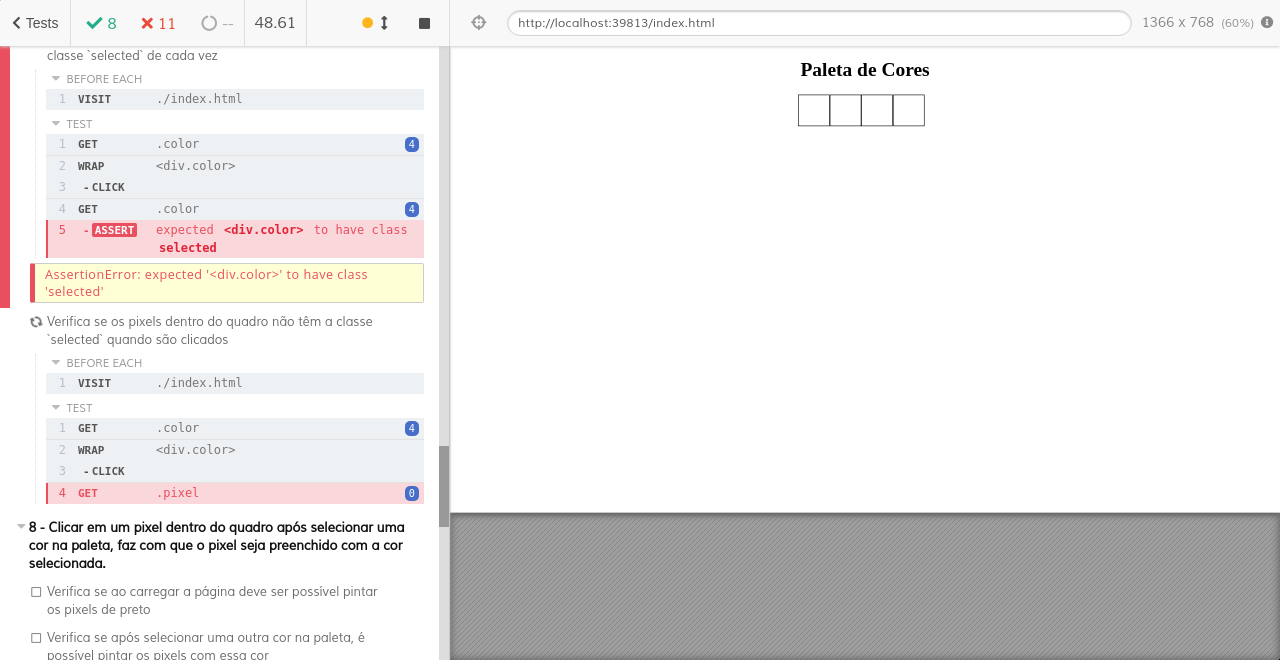 Tests 8 11 -- 48.61
http://localhost:39813/index.html 1366 x 768 (60%)
classe `selected` de cada vez
BEFORE EACH
1 VISIT ./index.html
TEST
1 GET .color 4
2 WRAP <div.color>
3 -CLICK
4 GET .color 4
5 -ASSERT expected <div.color> to have class
selected
AssertionError: expected '<div.color>' to have class
'selected'
Verifica se os pixels dentro do quadro não têm a classe
`selected` quando são clicados
BEFORE EACH
1 VISIT ./index.html
TEST
1 GET .color 4
2 WRAP <div.color>
3 -CLICK
4 GET .pixel 0
8 - Clicar em um pixel dentro do quadro após selecionar uma
cor na paleta, faz com que o pixel seja preenchido com a cor
selecionada.
Verifica se ao carregar a página deve ser possível pintar
os pixels de preto
Verifica se após selecionar uma outra cor na paleta, é
possível pintar os pixels com essa cor
Paleta de Cores